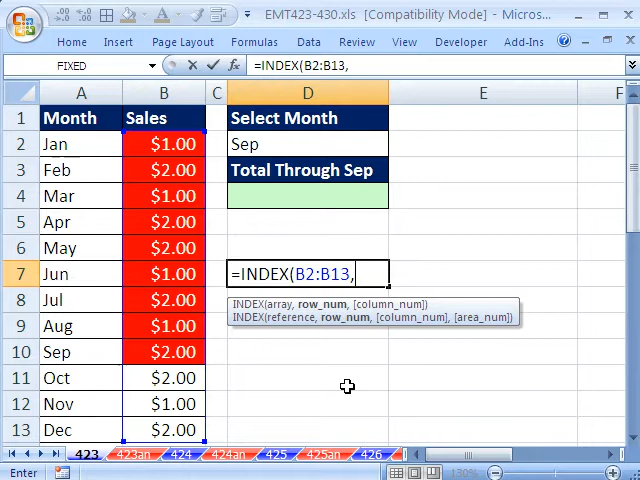 EMT423-430.xls [Compatibility Mode] - Micros...
Home Insert Page Layout Formulas Data Review View Developer Add-Ins
FIXED =INDEX(B2:B13,
A B C D E F
1 Month Sales Select Month
2 Jan $1.00 Sep
3 Feb $2.00 Total Through Sep
4 Mar $1.00
5 Apr $2.00
6 May $2.00
7 Jun $1.00 =INDEX(B2:B13,
8 Jul $2.00 INDEX(array, row_num, [column_num])
INDEX(reference, row_num, [column_num], [area_num])
9 Aug $1.00
10 Sep $2.00
11 Oct $2.00
12 Nov $1.00
13 Dec $2.00
423 423an 424 424an 425 425an 426
Enter 130%